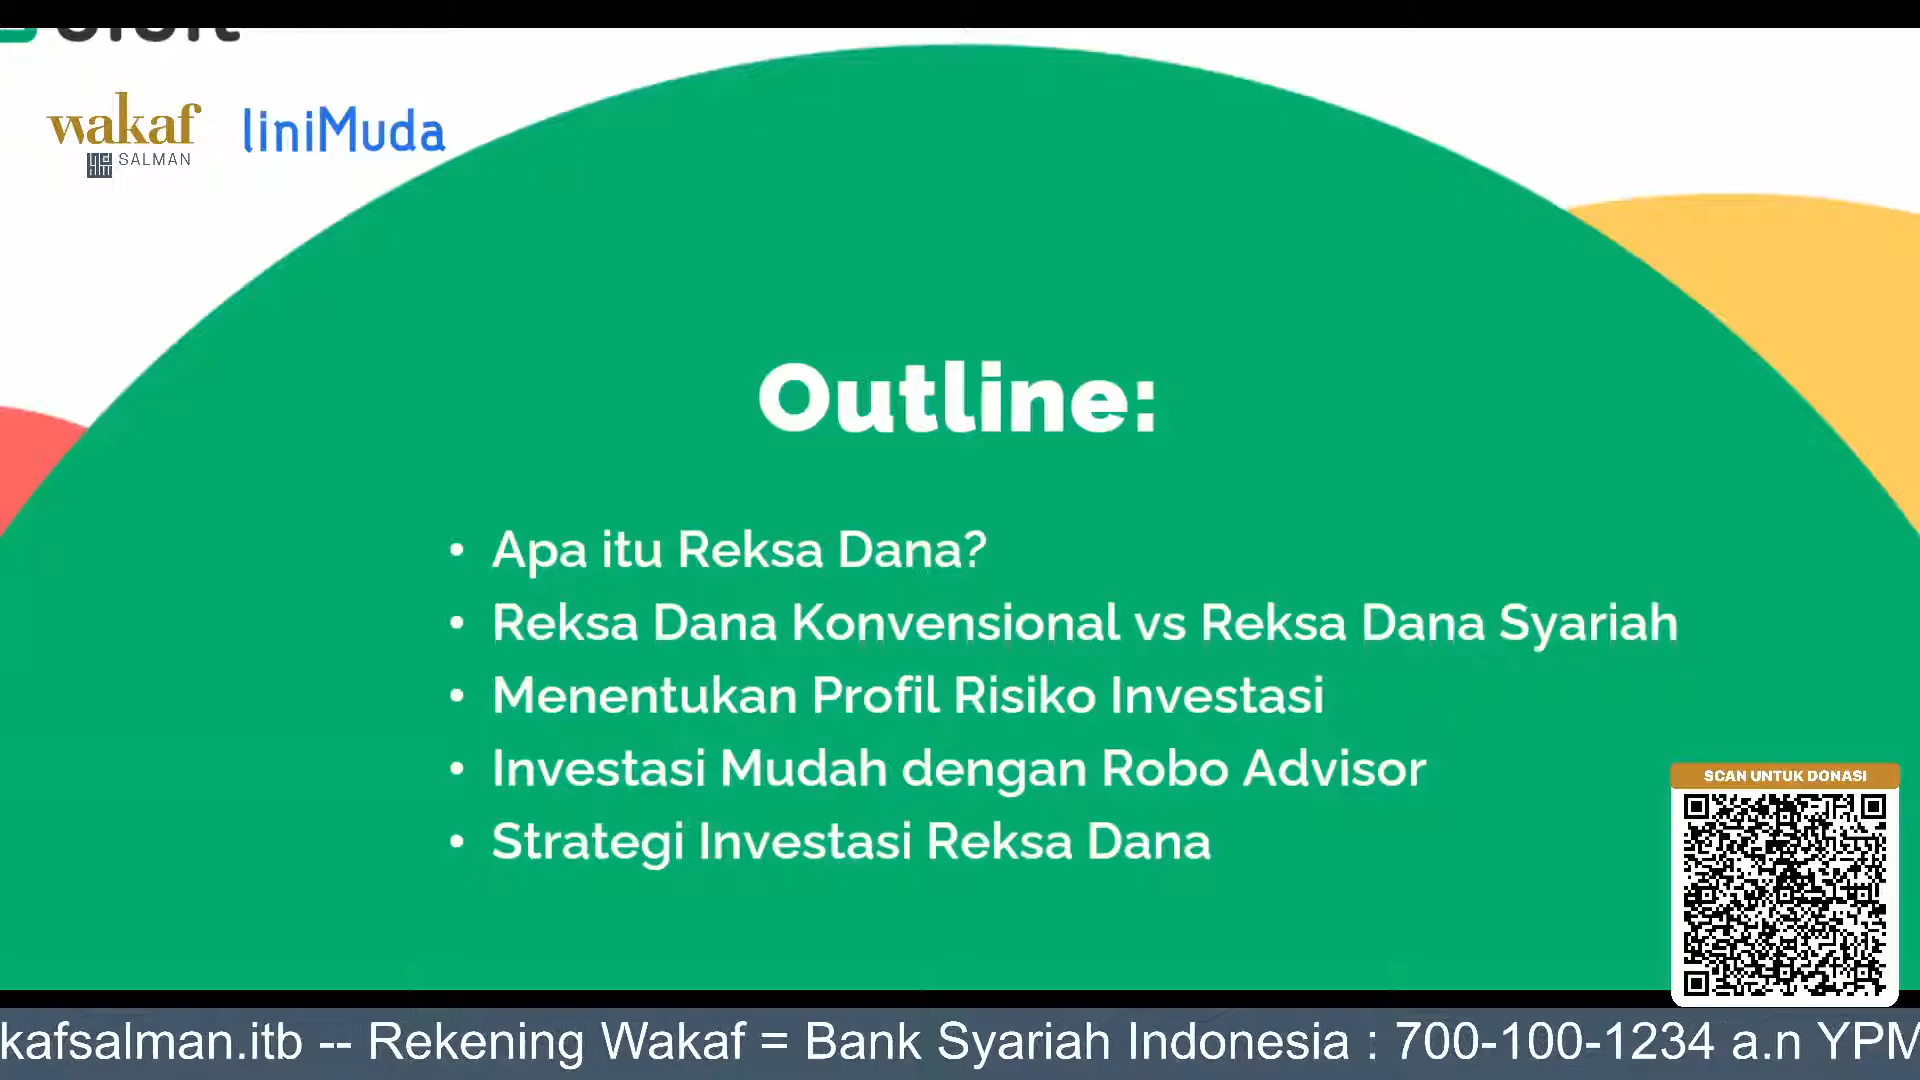 wakaf
SALMAN
liniMuda
Outline:
• Apa itu Reksa Dana?
• Reksa Dana Konvensional vs Reksa Dana Syariah
• Menentukan Profil Risiko Investasi
• Investasi Mudah dengan Robo Advisor
• Strategi Investasi Reksa Dana
SCAN UNTUK DONASI
kafsalman.itb -- Rekening Wakaf = Bank Syariah Indonesia : 700-100-1234 a.n YPM